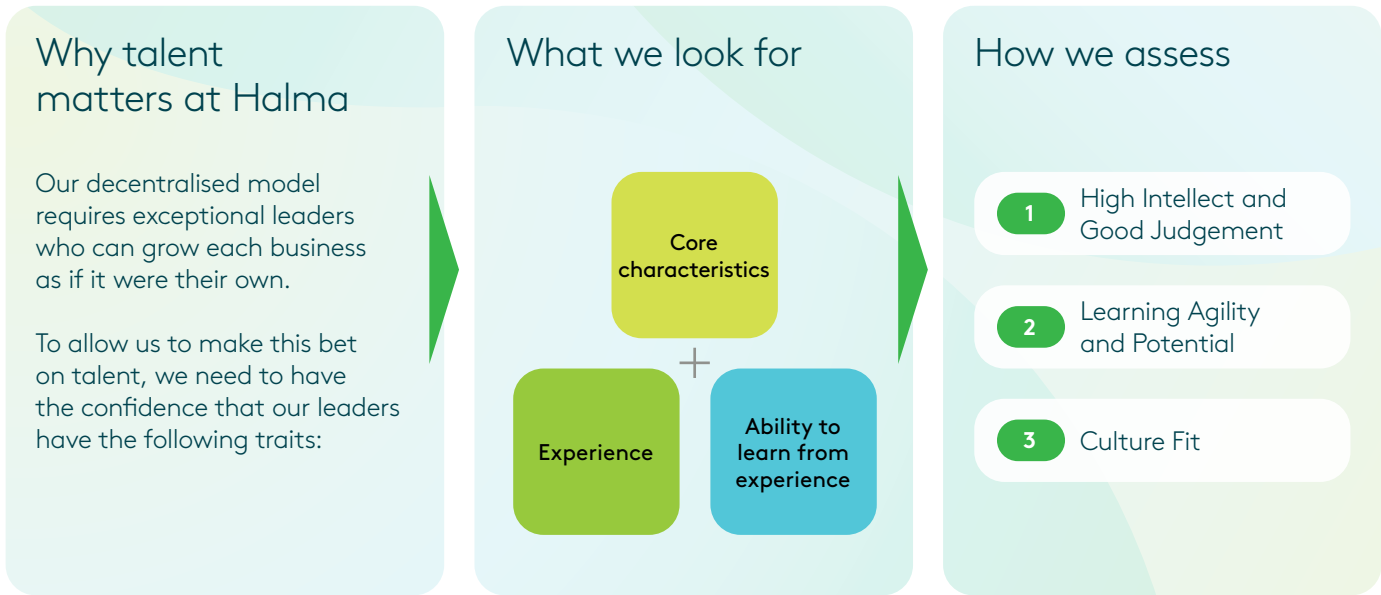 Why talent
matters at Halma
Our decentralised model
requires exceptional leaders
who can grow each business
as if it were their own.
To allow us to make this bet
on talent, we need to have
the confidence that our leaders
have the following traits:
What we look for
Core
characteristics
+
Experience
Ability to
learn from
experience
How we assess
1
High Intellect and
Good Judgement
2
Learning Agility
and Potential
3
Culture Fit